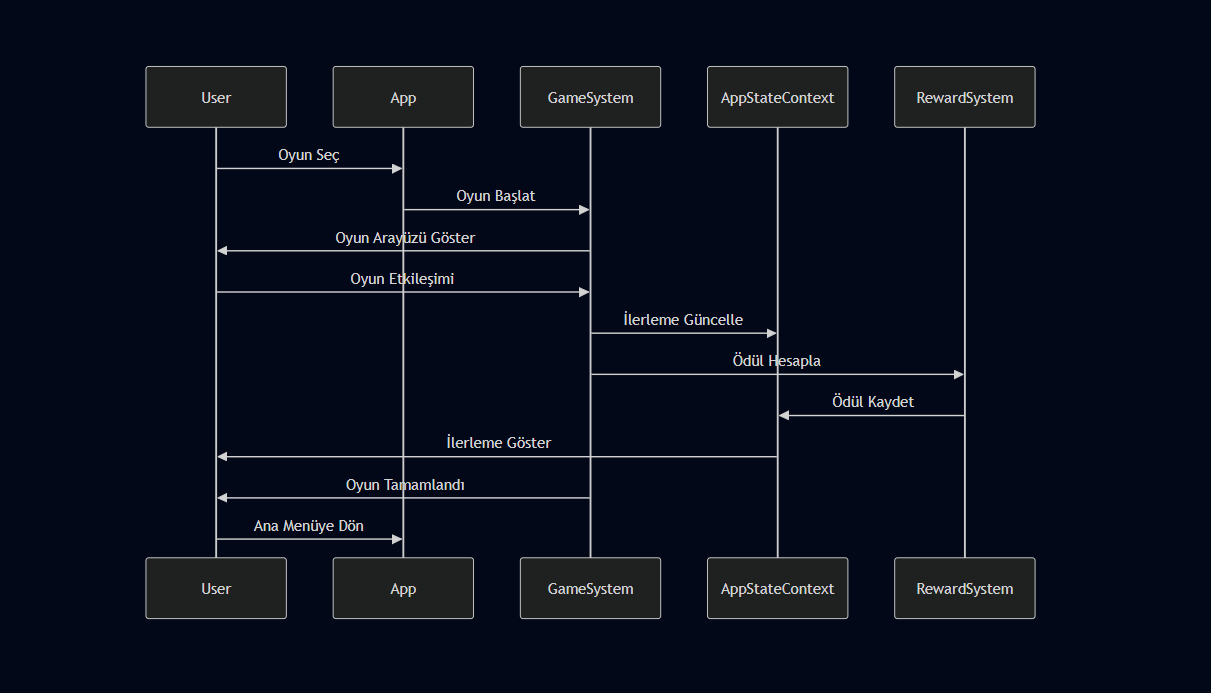 User
App
GameSystem
AppStateContext
RewardSystem
Oyun Seç
Oyun Başlat
Oyun Arayüzü Göster
Oyun Etkileşimi
İlerleme Güncelle
Ödül Hesapla
Ödül Kaydet
İlerleme Göster
Oyun Tamamlandı
Ana Menüye Dön
User
App
GameSystem
AppStateContext
RewardSystem